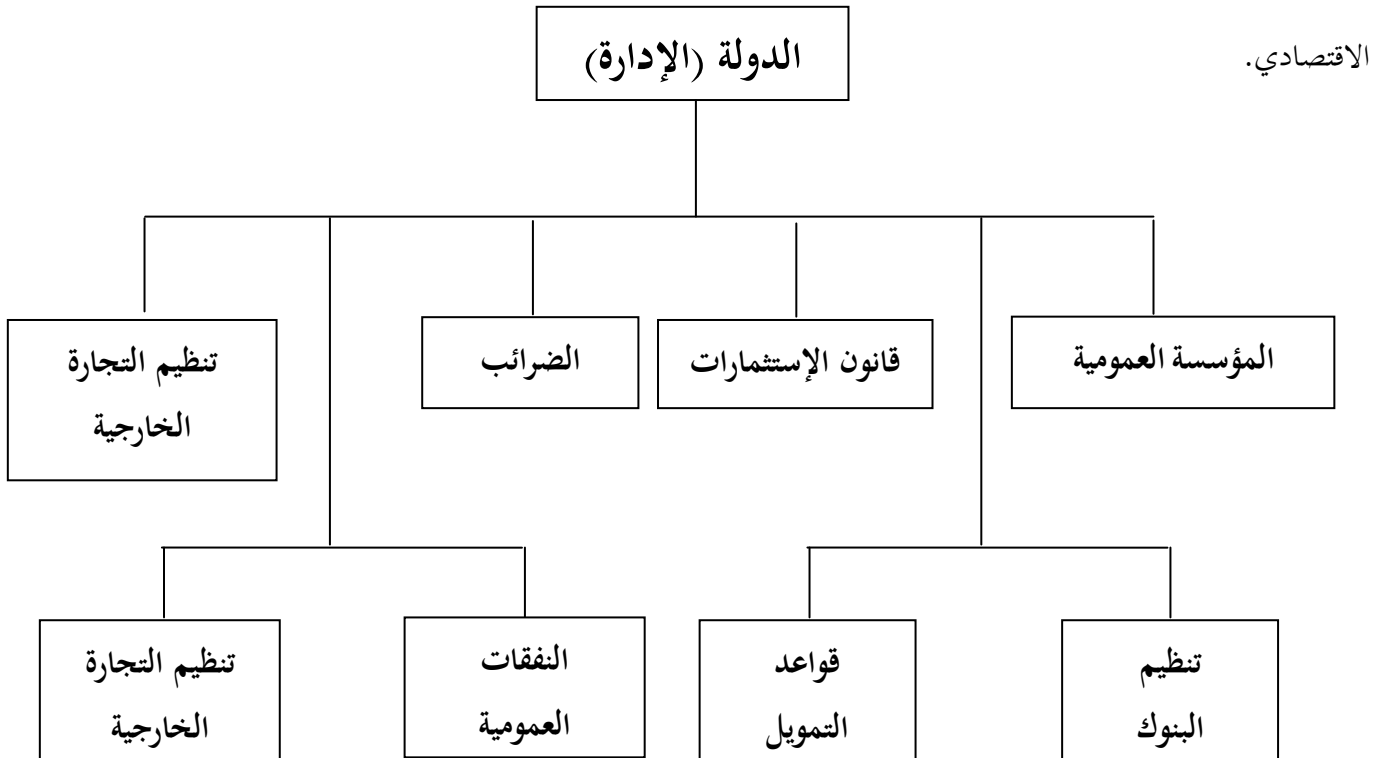 الاقتصادي.
الدولة (الإدارة)
المؤسسة العمومية
قانون الإستثمارات
الضرائب
تنظيم التجارة
الخارجية
تنظيم
البنوك
قواعد
التمويل
النفقات
العمومية
تنظيم التجارة
الخارجية